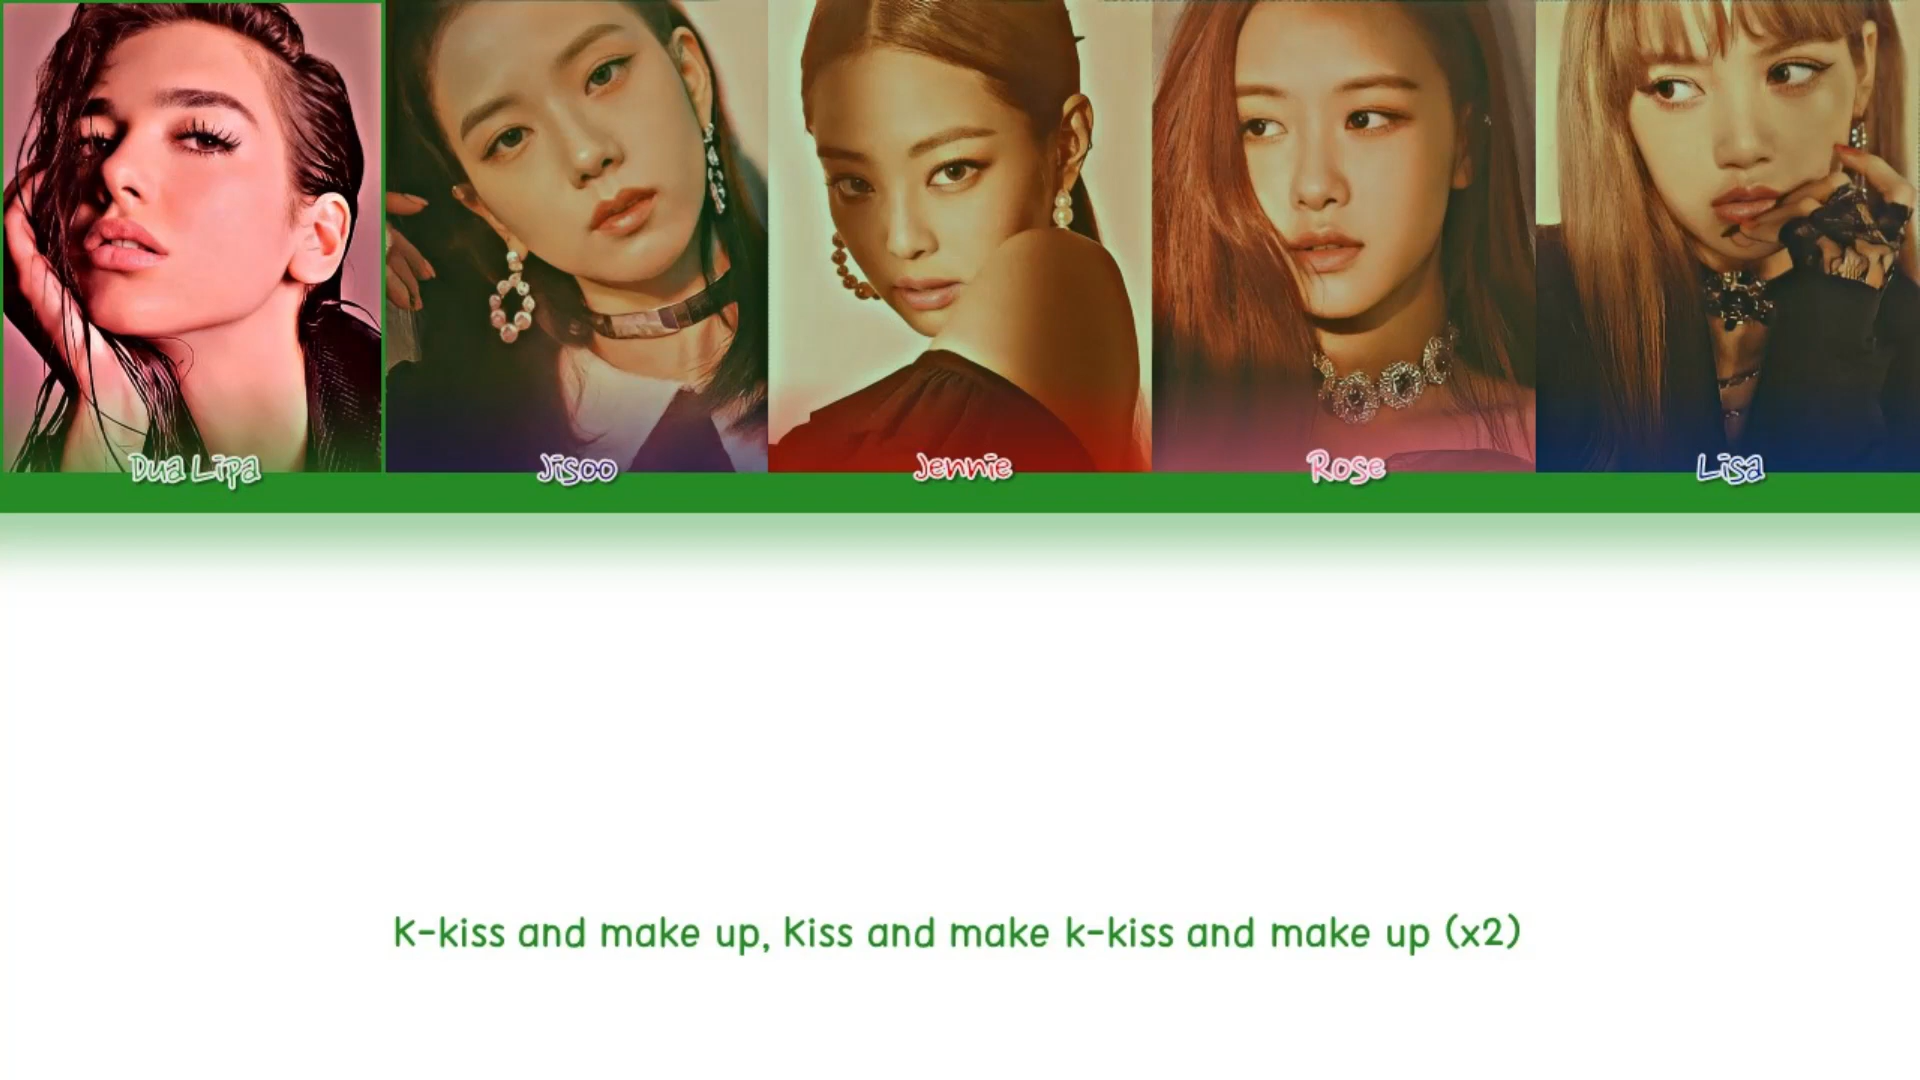 Dua Lipa
Jisoo
Jennie
Rose
Lisa
K-kiss and make up, Kiss and make k-kiss and make up (x2)